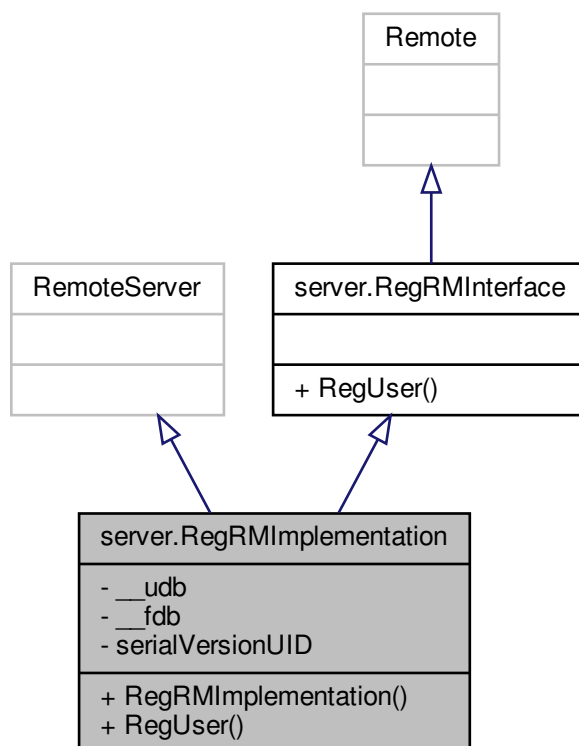 Remote
RemoteServer
server.RegRMInterface
+ RegUser()
server.RegRMImplementation
- __udb
- __fdb
- serialVersionUID
+ RegRMImplementation()
+ RegUser()